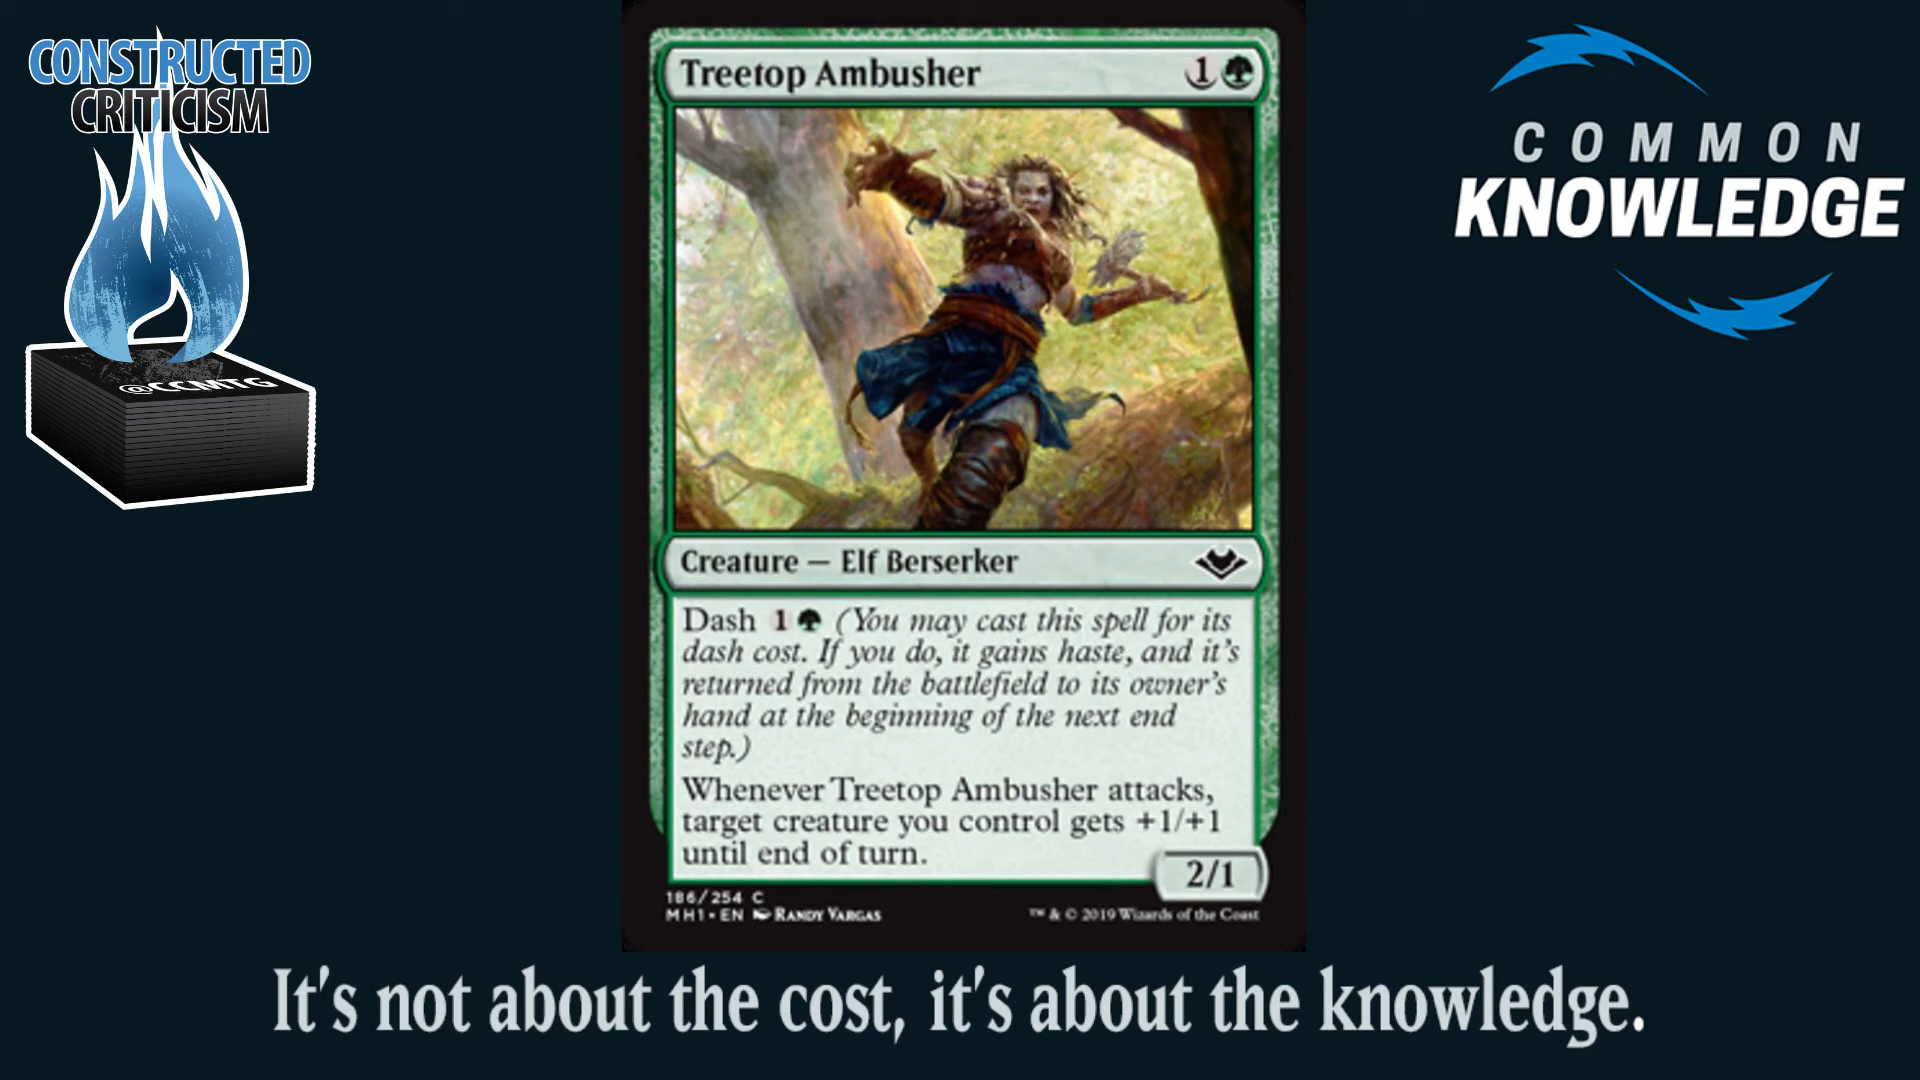 CONSTRUCTED
CRITICISM
@CCMTG
Treetop Ambusher 1
Creature — Elf Berserker
Dash 1 (You may cast this spell for its
dash cost. If you do, it gains haste, and it's
returned from the battlefield to its owner's
hand at the beginning of the next end
step.)
Whenever Treetop Ambusher attacks,
target creature you control gets +1/+1
until end of turn.
2/1
186/254 C
MH1 • EN RANDY VARGAS
™ & © 2019 Wizards of the Coast
COMMON
KNOWLEDGE
It's not about the cost, it's about the knowledge.